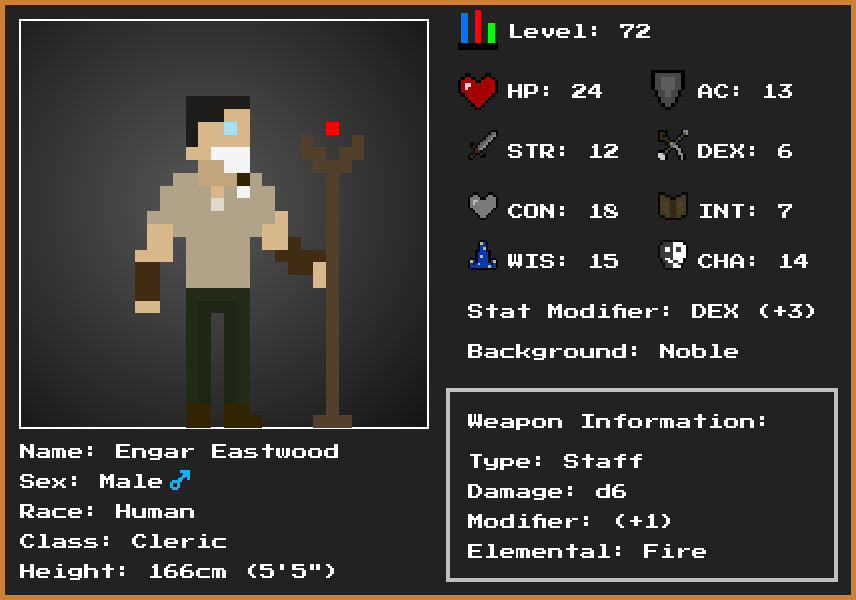 Level: 72
HP: 24 AC: 13
STR: 12 DEX: 6
CON: 18 INT: 7
WIS: 15 CHA: 14
Stat Modifier: DEX (+3)
Background: Noble
Weapon Information:
Type: Staff
Damage: d6
Modifier: (+1)
Elemental: Fire
Name: Engar Eastwood
Sex: Male ♂
Race: Human
Class: Cleric
Height: 166cm (5'5")